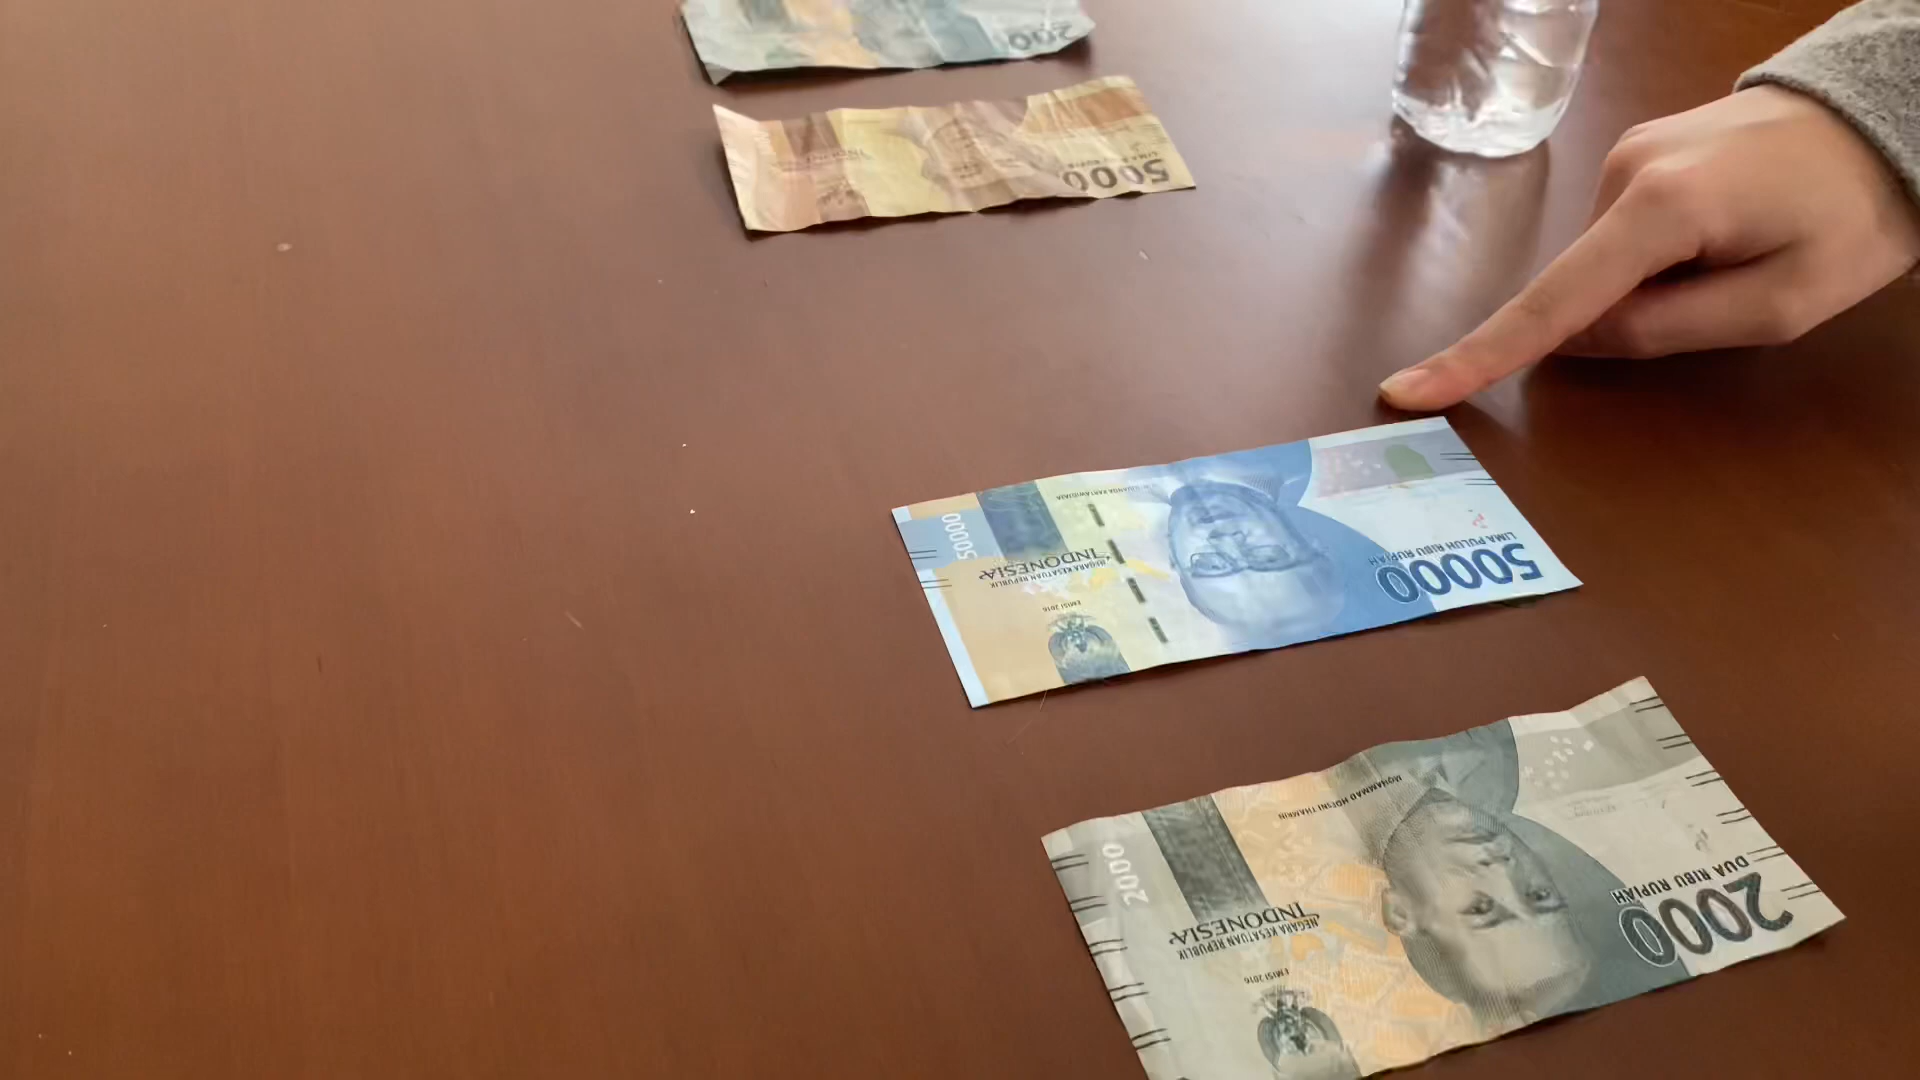 200
5000
50000
LIMA PULUH RIBU RUPIAH
50000
NEGARA KESATUAN REPUBLIK
INDONESIA
EMISI 2016
2000
DUA RIBU RUPIAH
MOHAMMAD HOESNI THAMRIN
2000
NEGARA KESATUAN REPUBLIK
INDONESIA
EMISI 2016